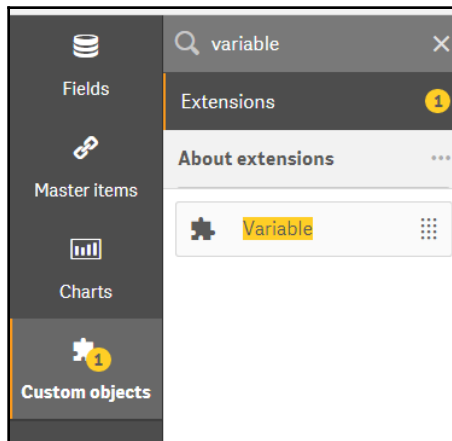 Fields
Master items
Charts
1
Custom objects
variable
Extensions
1
About extensions
Variable